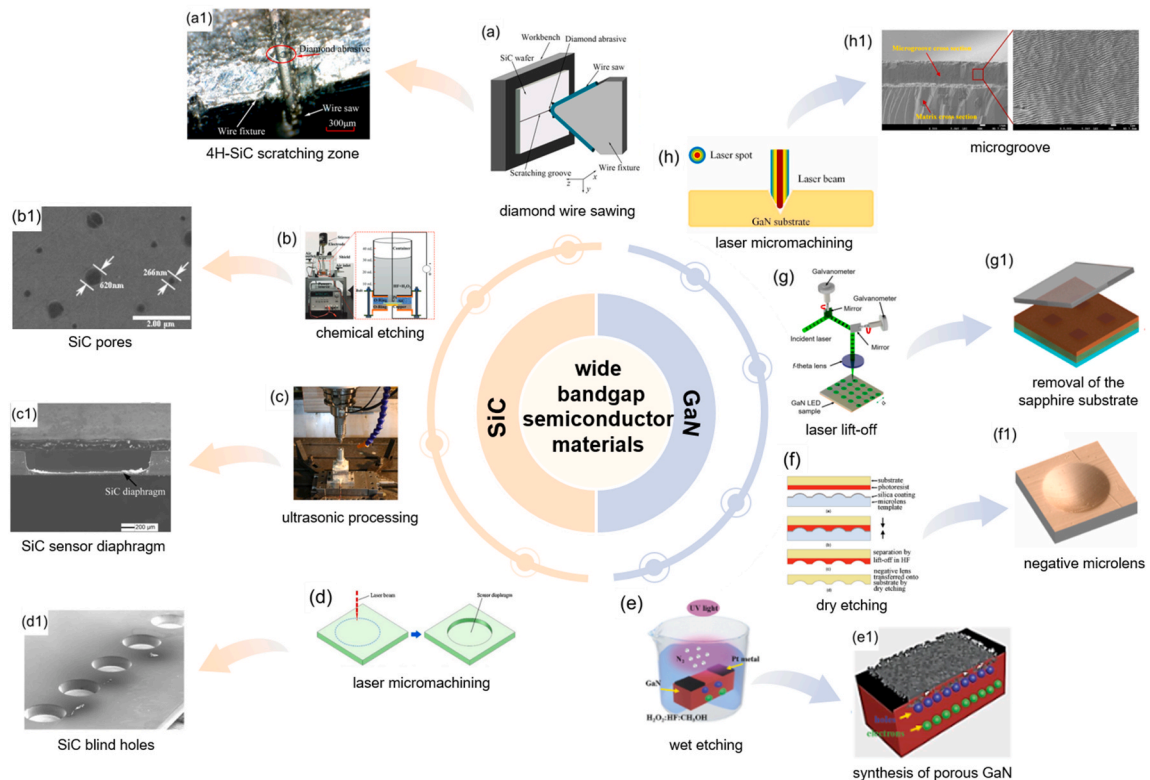 (a1)
Diamond abrasive
Wire saw
Wire fixture
300μm
4H-SiC scratching zone
(a)
Workbench
Diamond abrasive
SiC wafer
Wire saw
Wire fixture
Scratching groove
x
z
y
diamond wire sawing
(h1)
Microgroove cross section
Matrix cross section
microgroove
(h)
Laser spot
Laser beam
GaN substrate
laser micromachining
(b1)
266nm
620nm
2.00 μm
SiC pores
(b)
Container
chemical etching
(g)
Galvanometer
Galvanometer
Mirror
Incident laser
Mirror
f-theta lens
GaN LED
sample
laser lift-off
(g1)
removal of the
sapphire substrate
wide
bandgap
semiconductor
materials
SiC
GaN
(c1)
SiC diaphragm
200 μm
SiC sensor diaphragm
(c)
ultrasonic processing
(f)
substrate
photoresist
silica coating
microlens
template
(a)
(b)
separation by
lift-off in HF
(c)
negative lens
transferred onto
substrate by
dry etching
(d)
dry etching
(f1)
negative microlens
(d1)
SiC blind holes
(d)
Laser beam
Sensor diaphragm
laser micromachining
(e)
UV light
N₂
Pt metal
GaN
H₂O₂:HF:CH₃OH
wet etching
(e1)
holes
electrons
synthesis of porous GaN